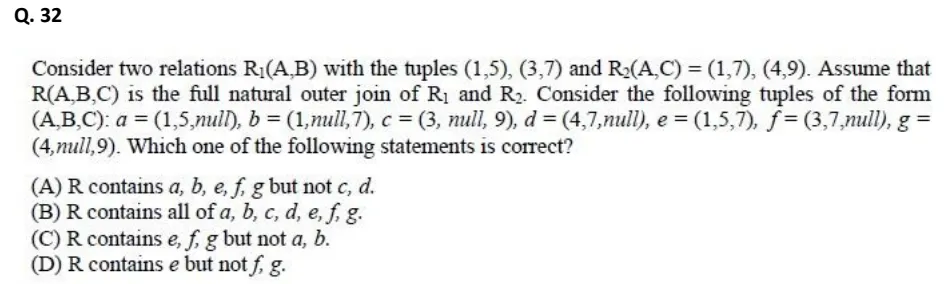 Q. 32
Consider two relations R₁(A,B) with the tuples (1,5), (3,7) and R₂(A,C) = (1,7), (4,9). Assume that
R(A,B,C) is the full natural outer join of R₁ and R₂. Consider the following tuples of the form
(A,B,C): a = (1,5,null), b = (1,null,7), c = (3, null, 9), d = (4,7,null), e = (1,5,7), f = (3,7,null), g =
(4,null,9). Which one of the following statements is correct?
(A) R contains a, b, e, f, g but not c, d.
(B) R contains all of a, b, c, d, e, f, g.
(C) R contains e, f, g but not a, b.
(D) R contains e but not f, g.